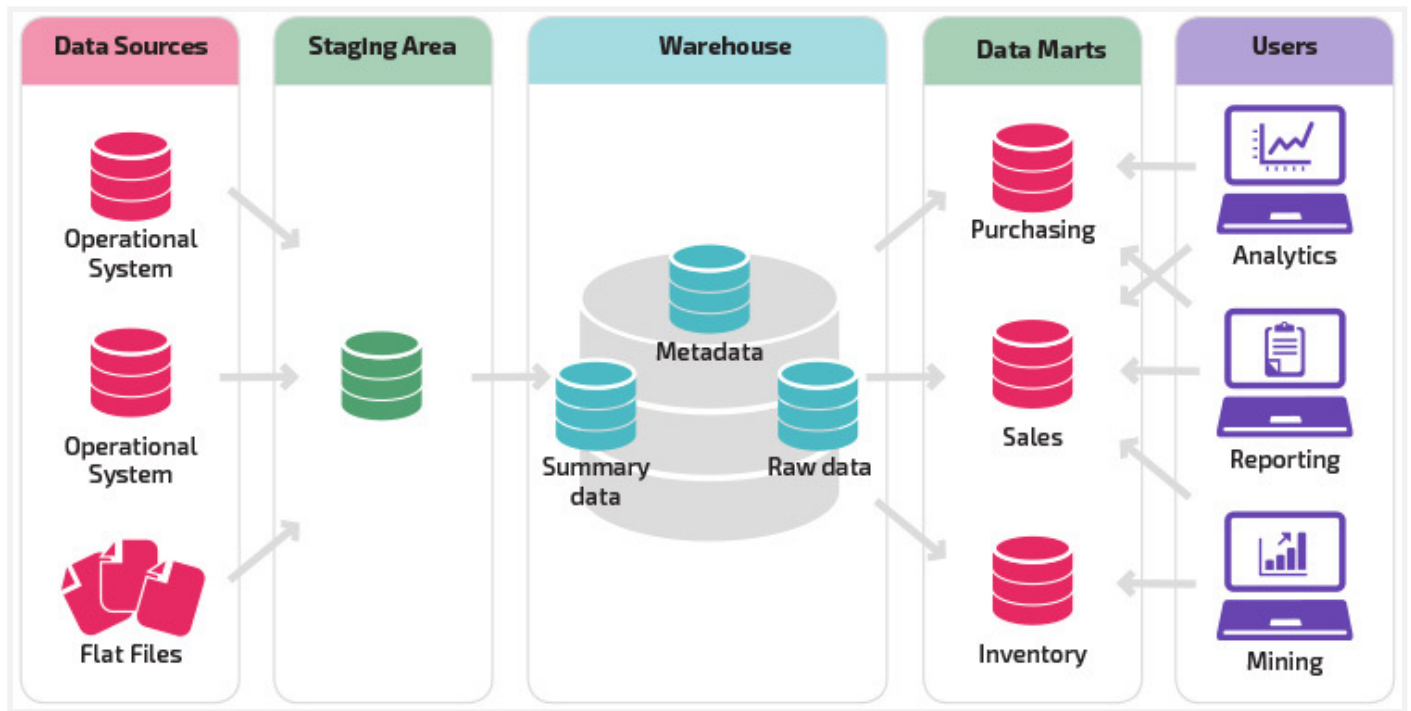 Data Sources
Staging Area
Warehouse
Data Marts
Users
Operational
System
Operational
System
Flat Files
Metadata
Summary
data
Raw data
Purchasing
Sales
Inventory
Analytics
Reporting
Mining